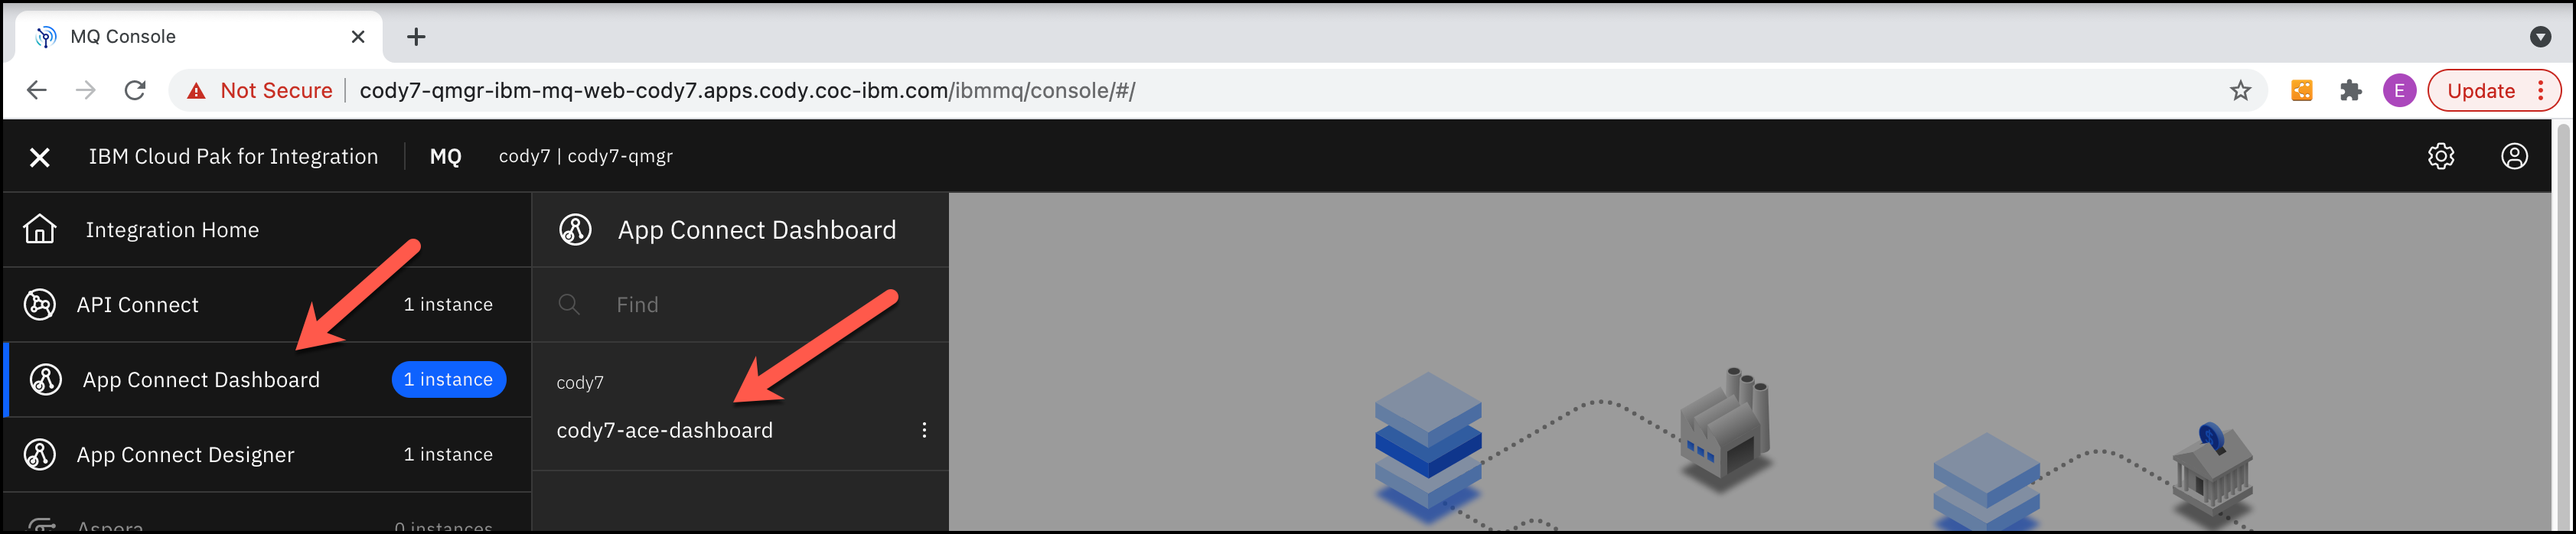 MQ Console
Not Secure cody7-qmgr-ibm-mq-web-cody7.apps.cody.coc-ibm.com/ibmmq/console/#/
E
Update
IBM Cloud Pak for Integration MQ cody7 | cody7-qmgr
Integration Home
API Connect 1 instance
App Connect Dashboard 1 instance
App Connect Designer 1 instance
Aspera 0 instances
App Connect Dashboard
Find
cody7
cody7-ace-dashboard